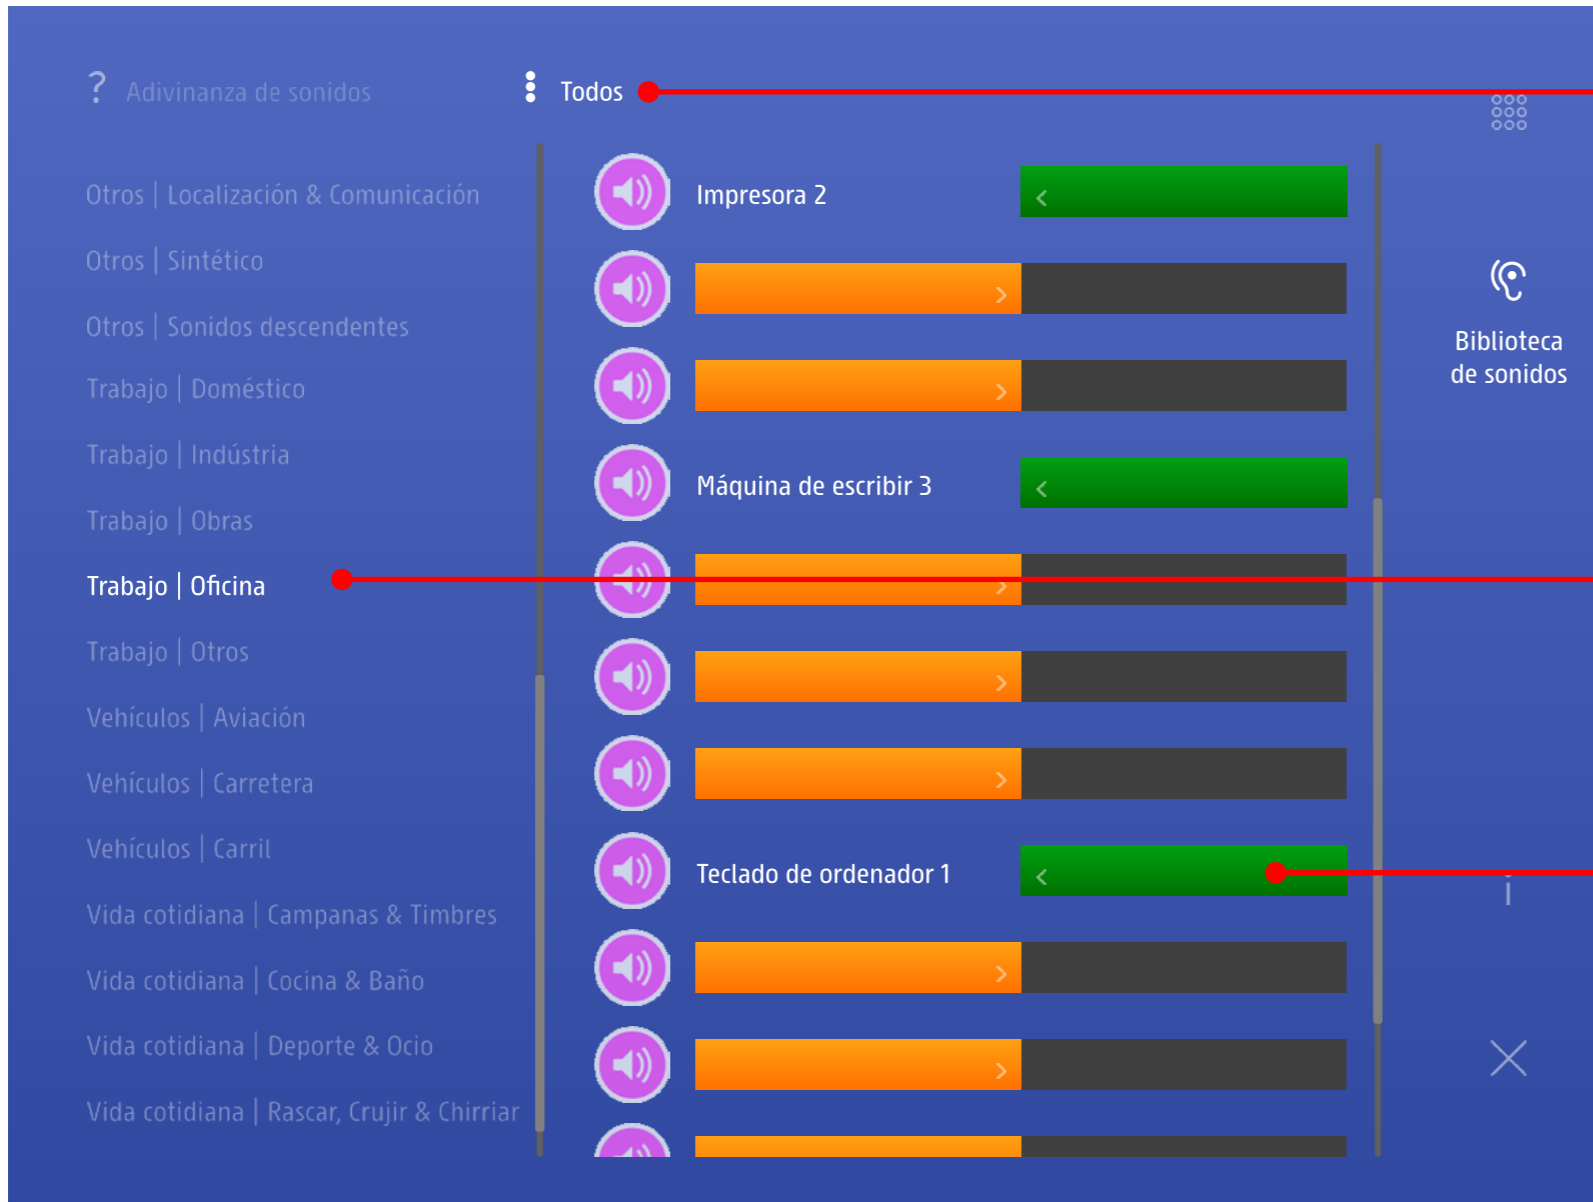 ? Adivinanza de sonidos
Todos
Otros | Localización & Comunicación
Otros | Sintético
Otros | Sonidos descendentes
Trabajo | Doméstico
Trabajo | Indústria
Trabajo | Obras
Trabajo | Oficina
Trabajo | Otros
Vehículos | Aviación
Vehículos | Carretera
Vehículos | Carril
Vida cotidiana | Campanas & Timbres
Vida cotidiana | Cocina & Baño
Vida cotidiana | Deporte & Ocio
Vida cotidiana | Rascar, Crujir & Chirriar
Impresora 2
Máquina de escribir 3
Teclado de ordenador 1
Biblioteca
de sonidos
i